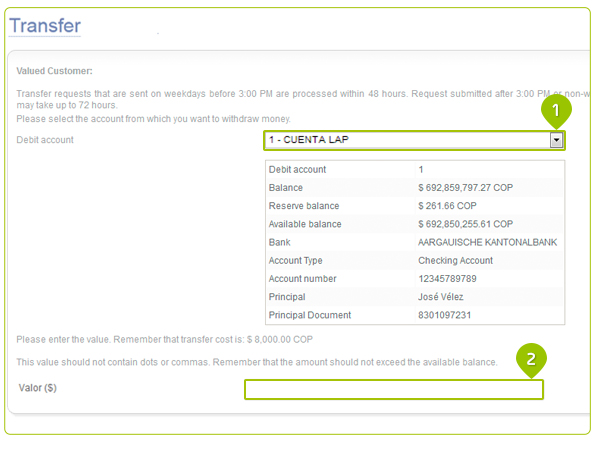 Transfer
Valued Customer:
Transfer requests that are sent on weekdays before 3:00 PM are processed within 48 hours. Request submitted after 3:00 PM or non-w
may take up to 72 hours.
Please select the account from which you want to withdraw money.
1
Debit account 1 - CUENTA LAP
Debit account 1
Balance $ 692,859,797.27 COP
Reserve balance $ 261.66 COP
Available balance $ 692,850,255.61 COP
Bank AARGAUISCHE KANTONALBANK
Account Type Checking Account
Account number 12345789789
Principal José Vélez
Principal Document 8301097231
Please enter the value. Remember that transfer cost is: $ 8,000.00 COP
This value should not contain dots or commas. Remember that the amount should not exceed the available balance.
2
Valor ($)